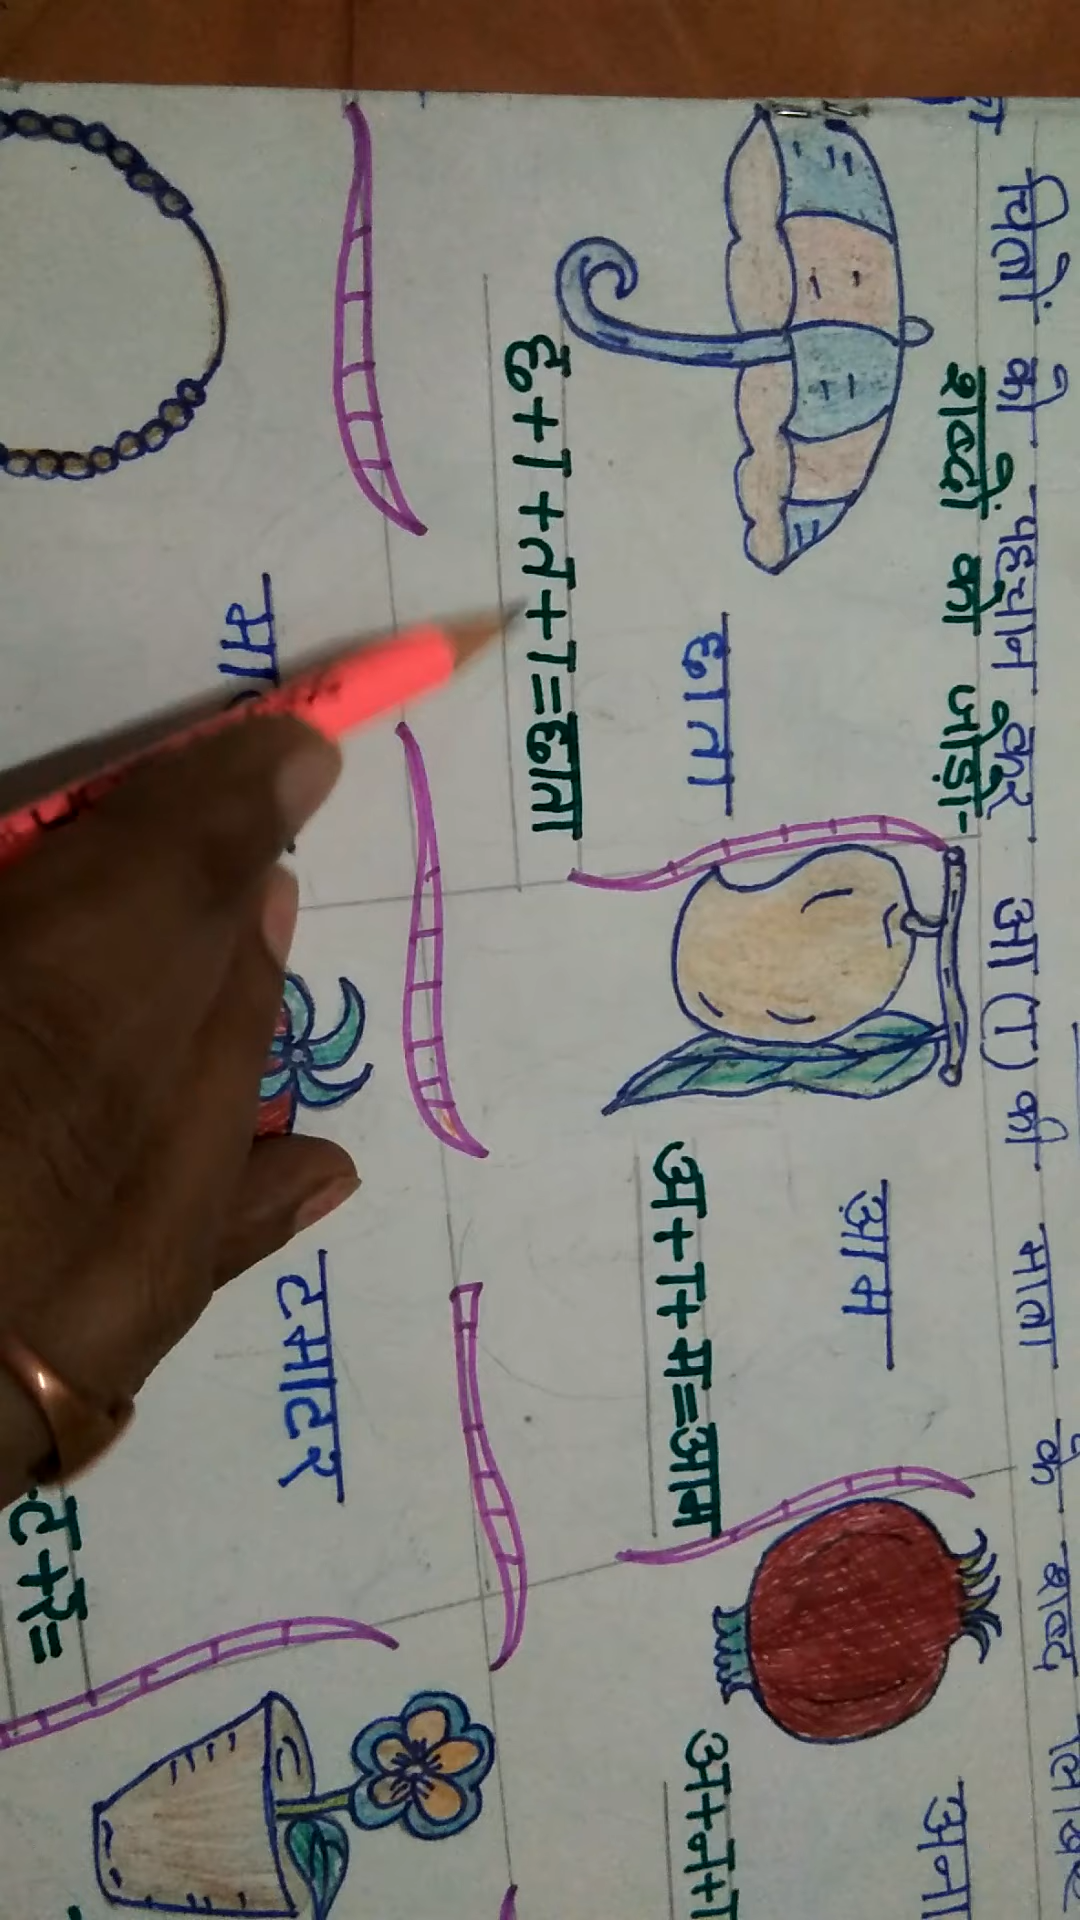 चितों को पहचान कर आ (ा) की माता के शब्द लिखिए
शब्दों को जोड़ो-
छाता
छ+ा+त+ा=छाता
आम
अ+ा+म=आम
अना
अ+न+ा
मा
टमाटर
ट+र=